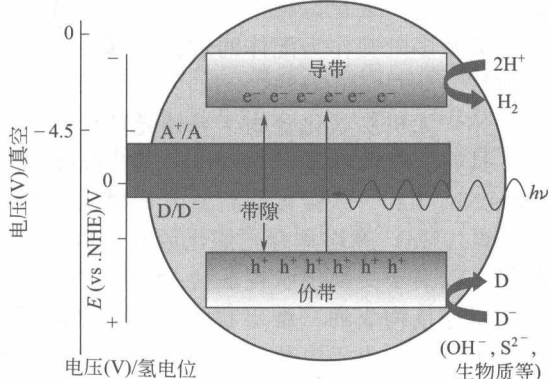 0
−4.5
电压(V)/真空
−
0
+
E (vs .NHE)/V
电压(V)/氢电位
导带
e⁻ e⁻ e⁻ e⁻ e⁻ e⁻
A⁺/A
D/D⁻
带隙
h⁺ h⁺ h⁺ h⁺ h⁺ h⁺
价带
2H⁺
H₂
hν
D
D⁻
(OH⁻, S²⁻,
生物质等)